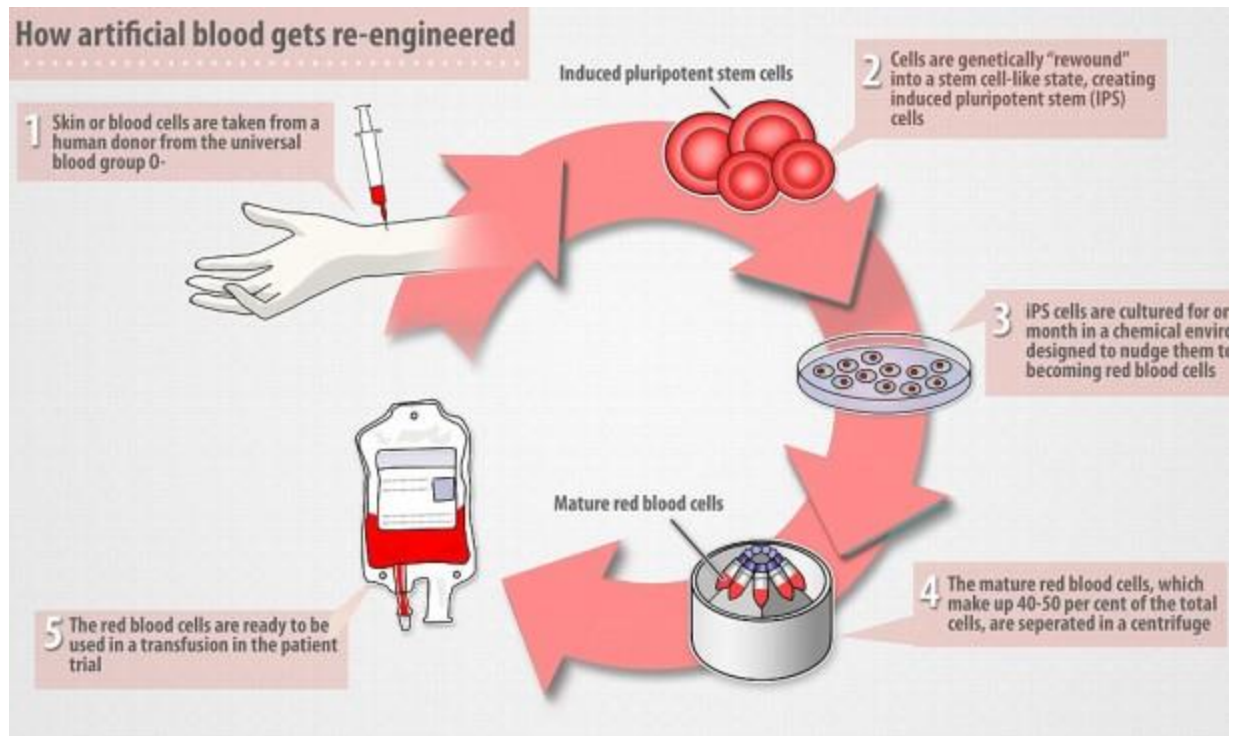 How artificial blood gets re-engineered
1 Skin or blood cells are taken from a
human donor from the universal
blood group O-
Induced pluripotent stem cells
2 Cells are genetically "rewound"
into a stem cell-like state, creating
induced pluripotent stem (IPS)
cells
3 iPS cells are cultured for
month in a chemical
designed to nudge them
becoming red blood cells
Mature red blood cells
4 The mature red blood cells, which
make up 40-50 per cent of the total
cells, are seperated in a centrifuge
5 The red blood cells are ready to be
used in a transfusion in the patient
trial